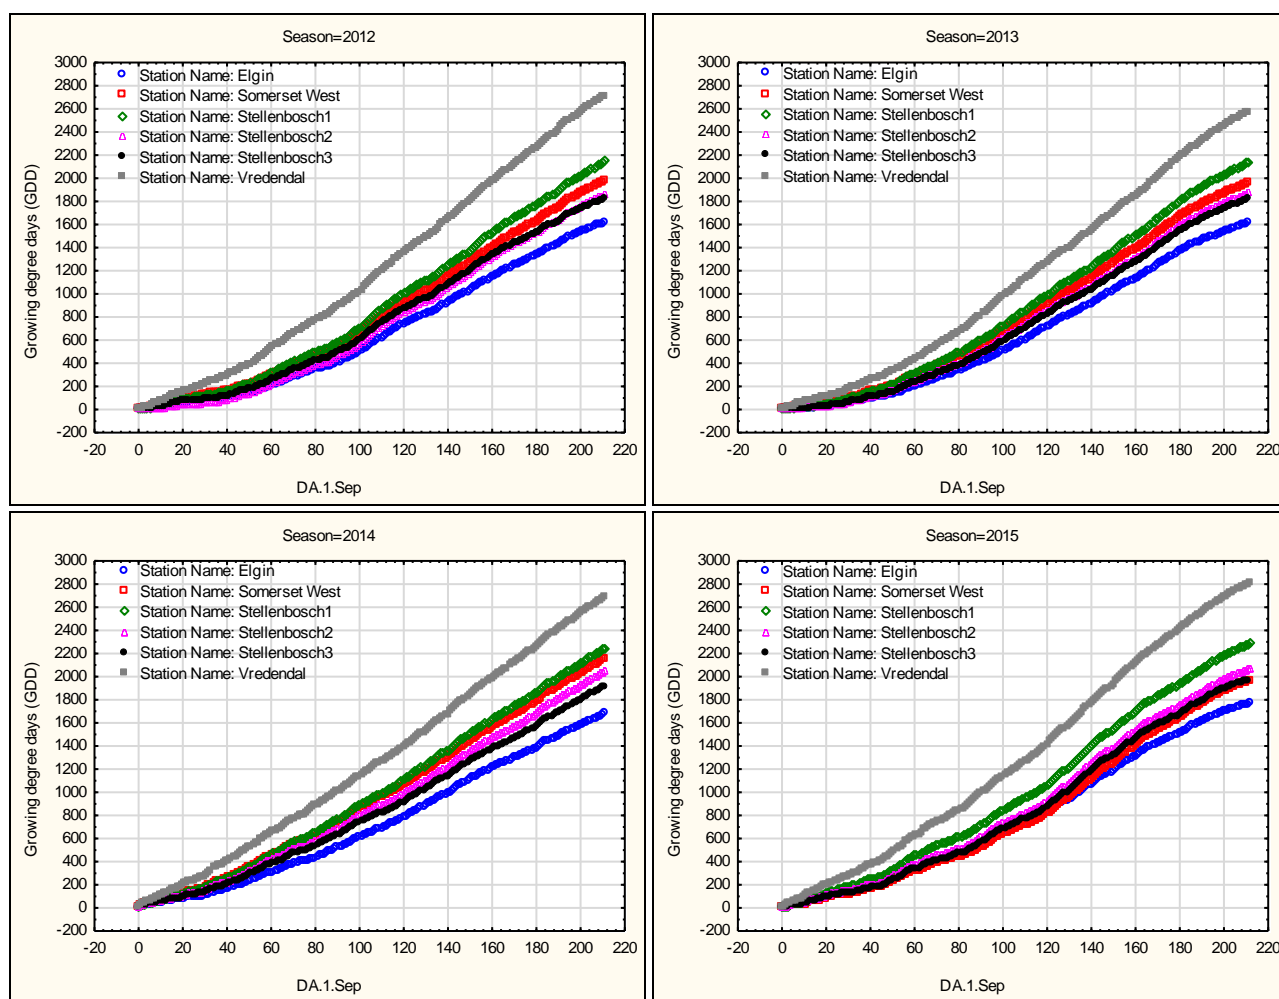 Season=2012
3000
2800
2600
2400
2200
2000
1800
1600
1400
1200
1000
800
600
400
200
0
-200
Growing degree days (GDD)
Station Name: Elgin
Station Name: Somerset West
Station Name: Stellenbosch1
Station Name: Stellenbosch2
Station Name: Stellenbosch3
Station Name: Vredendal
-20 0 20 40 60 80 100 120 140 160 180 200 220
DA.1.Sep
Season=2013
3000
2800
2600
2400
2200
2000
1800
1600
1400
1200
1000
800
600
400
200
0
-200
Growing degree days (GDD)
Station Name: Elgin
Station Name: Somerset West
Station Name: Stellenbosch1
Station Name: Stellenbosch2
Station Name: Stellenbosch3
Station Name: Vredendal
-20 0 20 40 60 80 100 120 140 160 180 200 220
DA.1.Sep
Season=2014
3000
2800
2600
2400
2200
2000
1800
1600
1400
1200
1000
800
600
400
200
0
-200
Growing degree days (GDD)
Station Name: Elgin
Station Name: Somerset West
Station Name: Stellenbosch1
Station Name: Stellenbosch2
Station Name: Stellenbosch3
Station Name: Vredendal
-20 0 20 40 60 80 100 120 140 160 180 200 220
DA.1.Sep
Season=2015
3000
2800
2600
2400
2200
2000
1800
1600
1400
1200
1000
800
600
400
200
0
-200
Growing degree days (GDD)
Station Name: Elgin
Station Name: Somerset West
Station Name: Stellenbosch1
Station Name: Stellenbosch2
Station Name: Stellenbosch3
Station Name: Vredendal
-20 0 20 40 60 80 100 120 140 160 180 200 220
DA.1.Sep